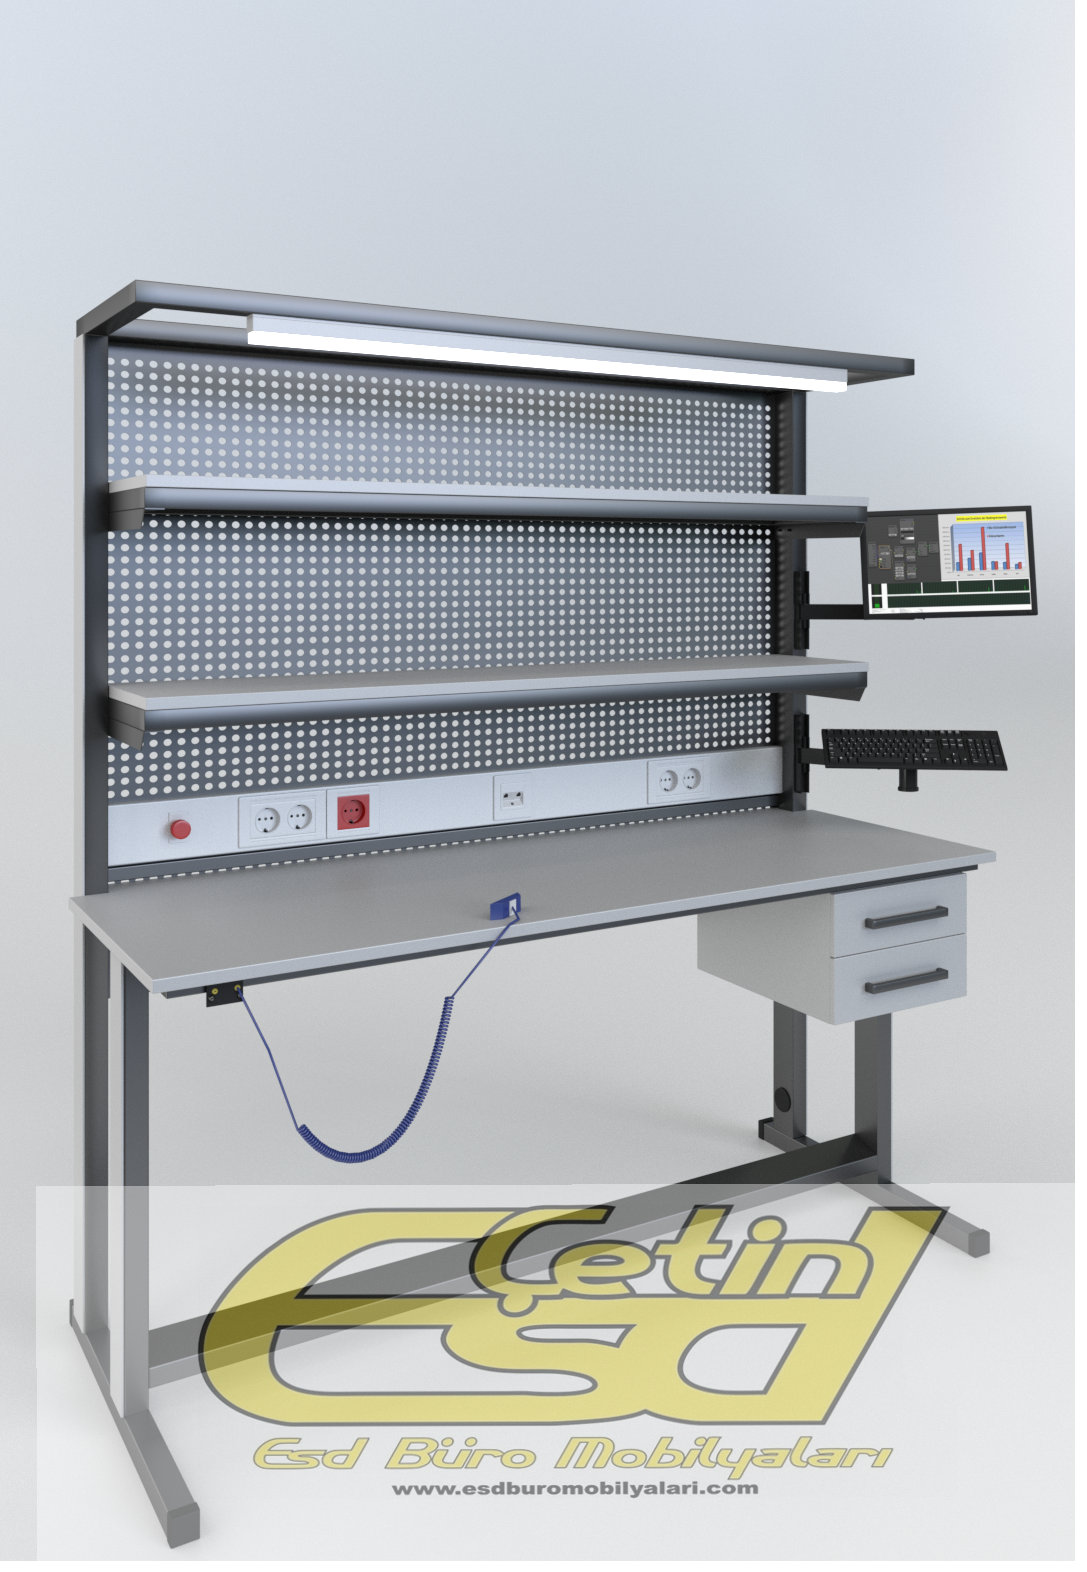 Çetin
Esd
Esd Büro Mobilyaları
www.esdburomobilyalari.com